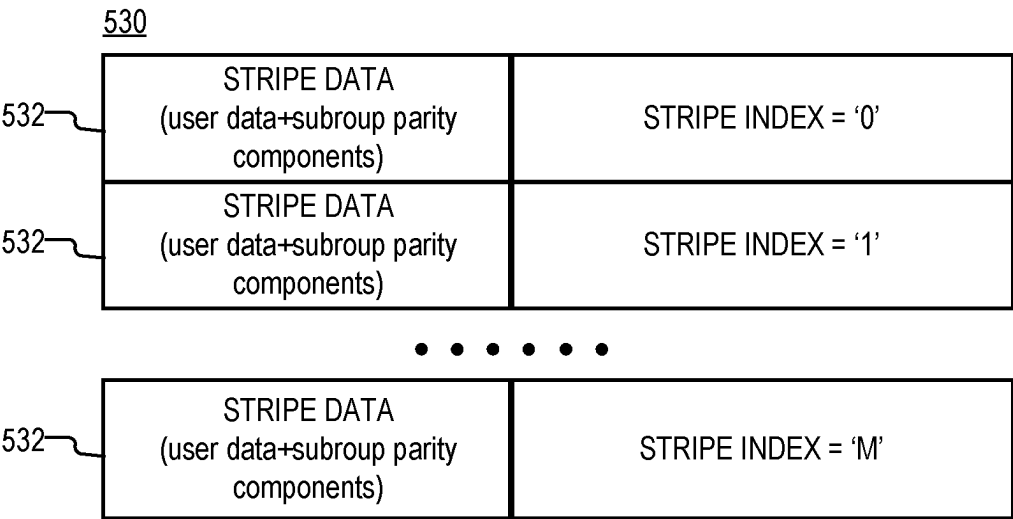 530
STRIPE DATA
(user data+subroup parity
components)
STRIPE INDEX = ‘0’
532
STRIPE DATA
(user data+subroup parity
components)
STRIPE INDEX = ‘1’
532
STRIPE DATA
(user data+subroup parity
components)
STRIPE INDEX = ‘M’
532